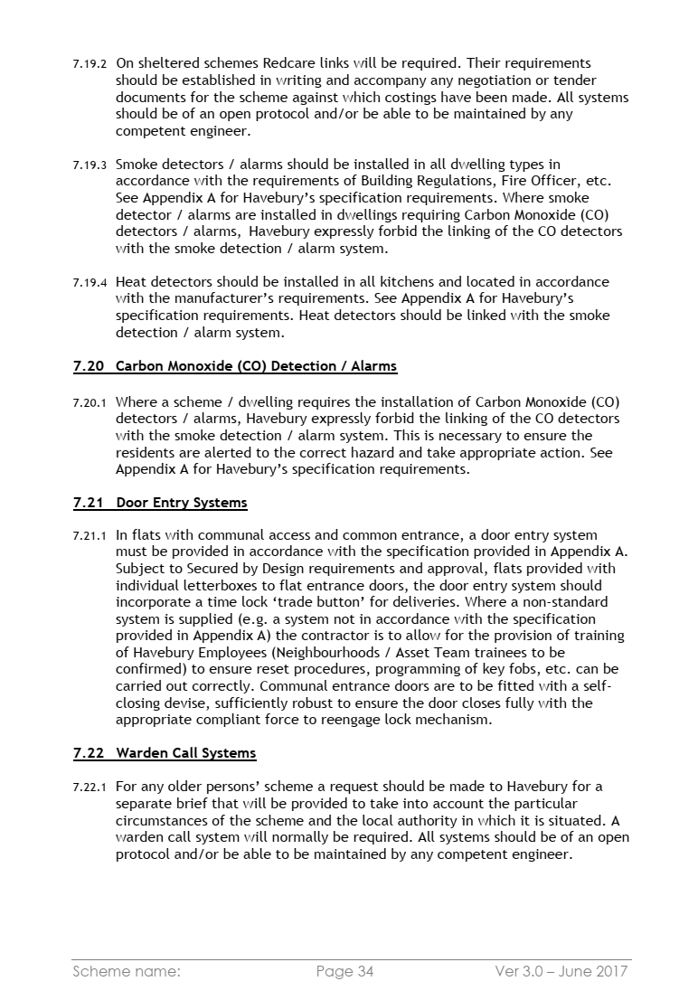 7.19.2 On sheltered schemes Redcare links will be required. Their requirements
should be established in writing and accompany any negotiation or tender
documents for the scheme against which costings have been made. All systems
should be of an open protocol and/or be able to be maintained by any
competent engineer.
7.19.3 Smoke detectors / alarms should be installed in all dwelling types in
accordance with the requirements of Building Regulations, Fire Officer, etc.
See Appendix A for Havebury’s specification requirements. Where smoke
detector / alarms are installed in dwellings requiring Carbon Monoxide (CO)
detectors / alarms, Havebury expressly forbid the linking of the CO detectors
with the smoke detection / alarm system.
7.19.4 Heat detectors should be installed in all kitchens and located in accordance
with the manufacturer’s requirements. See Appendix A for Havebury’s
specification requirements. Heat detectors should be linked with the smoke
detection / alarm system.
7.20 Carbon Monoxide (CO) Detection / Alarms
7.20.1 Where a scheme / dwelling requires the installation of Carbon Monoxide (CO)
detectors / alarms, Havebury expressly forbid the linking of the CO detectors
with the smoke detection / alarm system. This is necessary to ensure the
residents are alerted to the correct hazard and take appropriate action. See
Appendix A for Havebury’s specification requirements.
7.21 Door Entry Systems
7.21.1 In flats with communal access and common entrance, a door entry system
must be provided in accordance with the specification provided in Appendix A.
Subject to Secured by Design requirements and approval, flats provided with
individual letterboxes to flat entrance doors, the door entry system should
incorporate a time lock ‘trade button’ for deliveries. Where a non-standard
system is supplied (e.g. a system not in accordance with the specification
provided in Appendix A) the contractor is to allow for the provision of training
of Havebury Employees (Neighbourhoods / Asset Team trainees to be
confirmed) to ensure reset procedures, programming of key fobs, etc. can be
carried out correctly. Communal entrance doors are to be fitted with a self-
closing devise, sufficiently robust to ensure the door closes fully with the
appropriate compliant force to reengage lock mechanism.
7.22 Warden Call Systems
7.22.1 For any older persons’ scheme a request should be made to Havebury for a
separate brief that will be provided to take into account the particular
circumstances of the scheme and the local authority in which it is situated. A
warden call system will normally be required. All systems should be of an open
protocol and/or be able to be maintained by any competent engineer.
Scheme name: Page 34 Ver 3.0 – June 2017